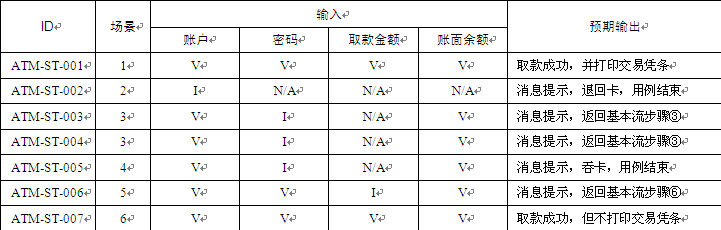 ID 场景 输入 预期输出
账户 密码 取款金额 账面余额
ATM-ST-001 1 V V V V 取款成功，并打印交易凭条
ATM-ST-002 2 I N/A N/A N/A 消息提示，退回卡，用例结束
ATM-ST-003 3 V I N/A V 消息提示，返回基本流步骤③
ATM-ST-004 3 V I N/A V 消息提示，返回基本流步骤③
ATM-ST-005 4 V I N/A V 消息提示，吞卡，用例结束
ATM-ST-006 5 V V I V 消息提示，返回基本流步骤⑥
ATM-ST-007 6 V V V V 取款成功，但不打印交易凭条